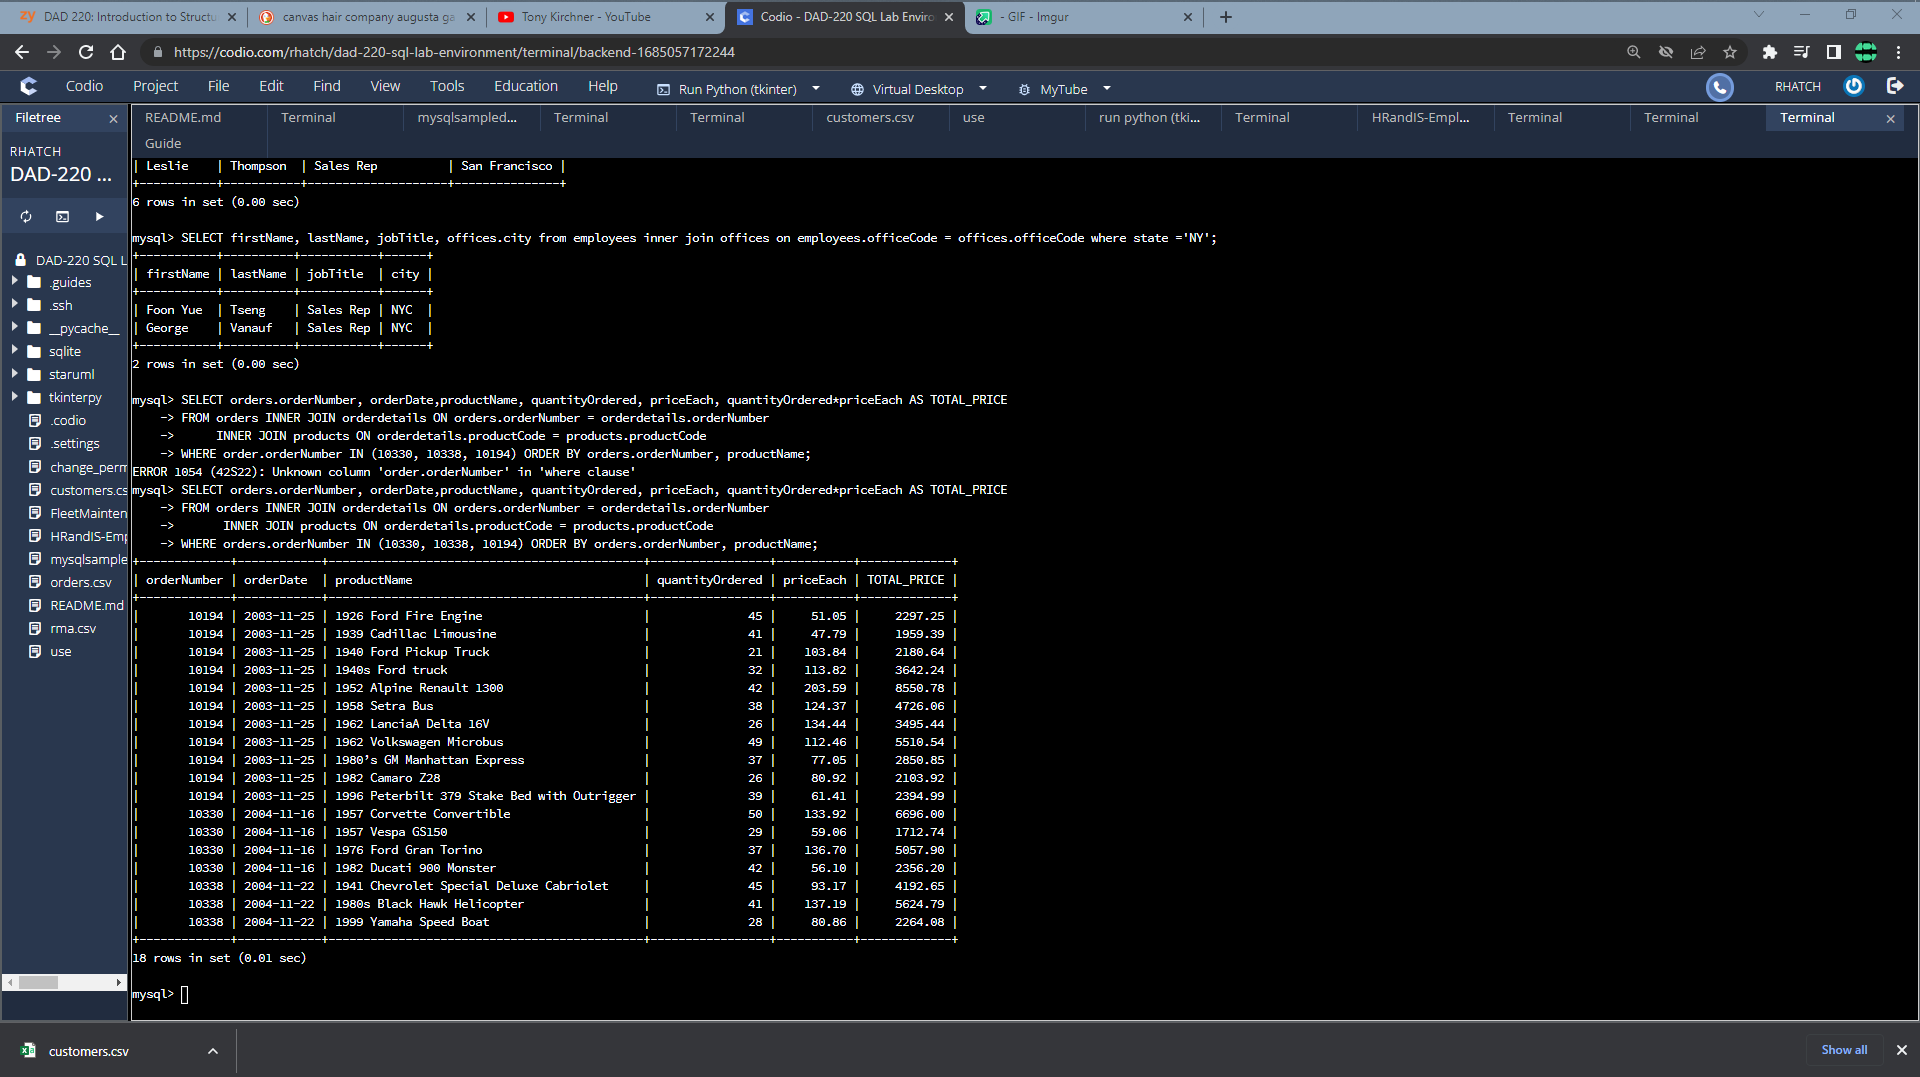 DAD 220: Introduction to Structu
canvas hair company augusta ga
Tony Kirchner - YouTube
Codio - DAD-220 SQL Lab Enviro
- GIF - Imgur
https://codio.com/rhatch/dad-220-sql-lab-environment/terminal/backend-1685057172244
Codio Project File Edit Find View Tools Education Help Run Python (tkinter) Virtual Desktop MyTube RHATCH
Filetree
README.md Terminal mysqlsampled... Terminal Terminal customers.csv use run python (tki... Terminal HRandIS-Empl... Terminal Terminal Terminal
Guide
RHATCH
DAD-220 ...
DAD-220 SQL L
.guides
.ssh
__pycache__
sqlite
staruml
tkinterpy
.codio
.settings
change_perm
customers.cs
FleetMainten
HRandIS-Emp
mysqlsample
orders.csv
README.md
rma.csv
use
| Leslie    | Thompson  | Sales Rep          | San Francisco |
+-----------+-----------+--------------------+---------------+
6 rows in set (0.00 sec)
mysql> SELECT firstName, lastName, jobTitle, offices.city from employees inner join offices on employees.officeCode = offices.officeCode where state ='NY';
+-----------+----------+-----------+------+
| firstName | lastName | jobTitle  | city |
+-----------+----------+-----------+------+
| Foon Yue  | Tseng    | Sales Rep | NYC  |
| George    | Vanauf   | Sales Rep | NYC  |
+-----------+----------+-----------+------+
2 rows in set (0.00 sec)
mysql> SELECT orders.orderNumber, orderDate,productName, quantityOrdered, priceEach, quantityOrdered*priceEach AS TOTAL_PRICE
    -> FROM orders INNER JOIN orderdetails ON orders.orderNumber = orderdetails.orderNumber
    ->      INNER JOIN products ON orderdetails.productCode = products.productCode
    -> WHERE order.orderNumber IN (10330, 10338, 10194) ORDER BY orders.orderNumber, productName;
ERROR 1054 (42S22): Unknown column 'order.orderNumber' in 'where clause'
mysql> SELECT orders.orderNumber, orderDate,productName, quantityOrdered, priceEach, quantityOrdered*priceEach AS TOTAL_PRICE
    -> FROM orders INNER JOIN orderdetails ON orders.orderNumber = orderdetails.orderNumber
    ->       INNER JOIN products ON orderdetails.productCode = products.productCode
    -> WHERE orders.orderNumber IN (10330, 10338, 10194) ORDER BY orders.orderNumber, productName;
+-------------+------------+---------------------------------------------+-----------------+-----------+-------------+
| orderNumber | orderDate  | productName                                 | quantityOrdered | priceEach | TOTAL_PRICE |
+-------------+------------+---------------------------------------------+-----------------+-----------+-------------+
|       10194 | 2003-11-25 | 1926 Ford Fire Engine                       |              45 |     51.05 |     2297.25 |
|       10194 | 2003-11-25 | 1939 Cadillac Limousine                     |              41 |     47.79 |     1959.39 |
|       10194 | 2003-11-25 | 1940 Ford Pickup Truck                      |              21 |    103.84 |     2180.64 |
|       10194 | 2003-11-25 | 1940s Ford truck                            |              32 |    113.82 |     3642.24 |
|       10194 | 2003-11-25 | 1952 Alpine Renault 1300                    |              42 |    203.59 |     8550.78 |
|       10194 | 2003-11-25 | 1958 Setra Bus                              |              38 |    124.37 |     4726.06 |
|       10194 | 2003-11-25 | 1962 LanciaA Delta 16V                      |              26 |    134.44 |     3495.44 |
|       10194 | 2003-11-25 | 1962 Volkswagen Microbus                    |              49 |    112.46 |     5510.54 |
|       10194 | 2003-11-25 | 1980’s GM Manhattan Express                 |              37 |     77.05 |     2850.85 |
|       10194 | 2003-11-25 | 1982 Camaro Z28                             |              26 |     80.92 |     2103.92 |
|       10194 | 2003-11-25 | 1996 Peterbilt 379 Stake Bed with Outrigger |              39 |     61.41 |     2394.99 |
|       10330 | 2004-11-16 | 1957 Corvette Convertible                   |              50 |    133.92 |     6696.00 |
|       10330 | 2004-11-16 | 1957 Vespa GS150                            |              29 |     59.06 |     1712.74 |
|       10330 | 2004-11-16 | 1976 Ford Gran Torino                       |              37 |    136.70 |     5057.90 |
|       10330 | 2004-11-16 | 1982 Ducati 900 Monster                     |              42 |     56.10 |     2356.20 |
|       10338 | 2004-11-22 | 1941 Chevrolet Special Deluxe Cabriolet     |              45 |     93.17 |     4192.65 |
|       10338 | 2004-11-22 | 1980s Black Hawk Helicopter                 |              41 |    137.19 |     5624.79 |
|       10338 | 2004-11-22 | 1999 Yamaha Speed Boat                      |              28 |     80.86 |     2264.08 |
+-------------+------------+---------------------------------------------+-----------------+-----------+-------------+
18 rows in set (0.01 sec)
mysql>
customers.csv
Show all